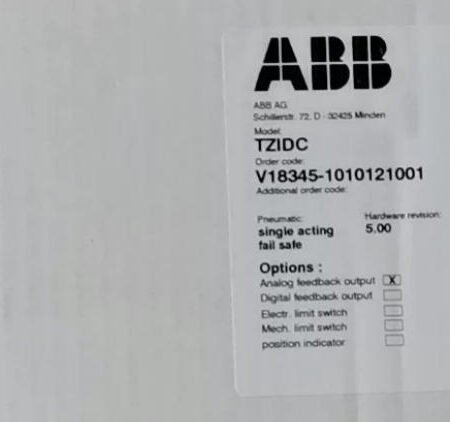 ABB
ABB AG
Schillerstr. 72, D - 32425 Minden
Model:
TZIDC
Order code:
V18345-1010121001
Additional order code:
Pneumatic: Hardware revision:
single acting 5.00
fail safe
Options :
Analog feedback output X
Digital feedback output
Electr. limit switch
Mech. limit switch
position indicator